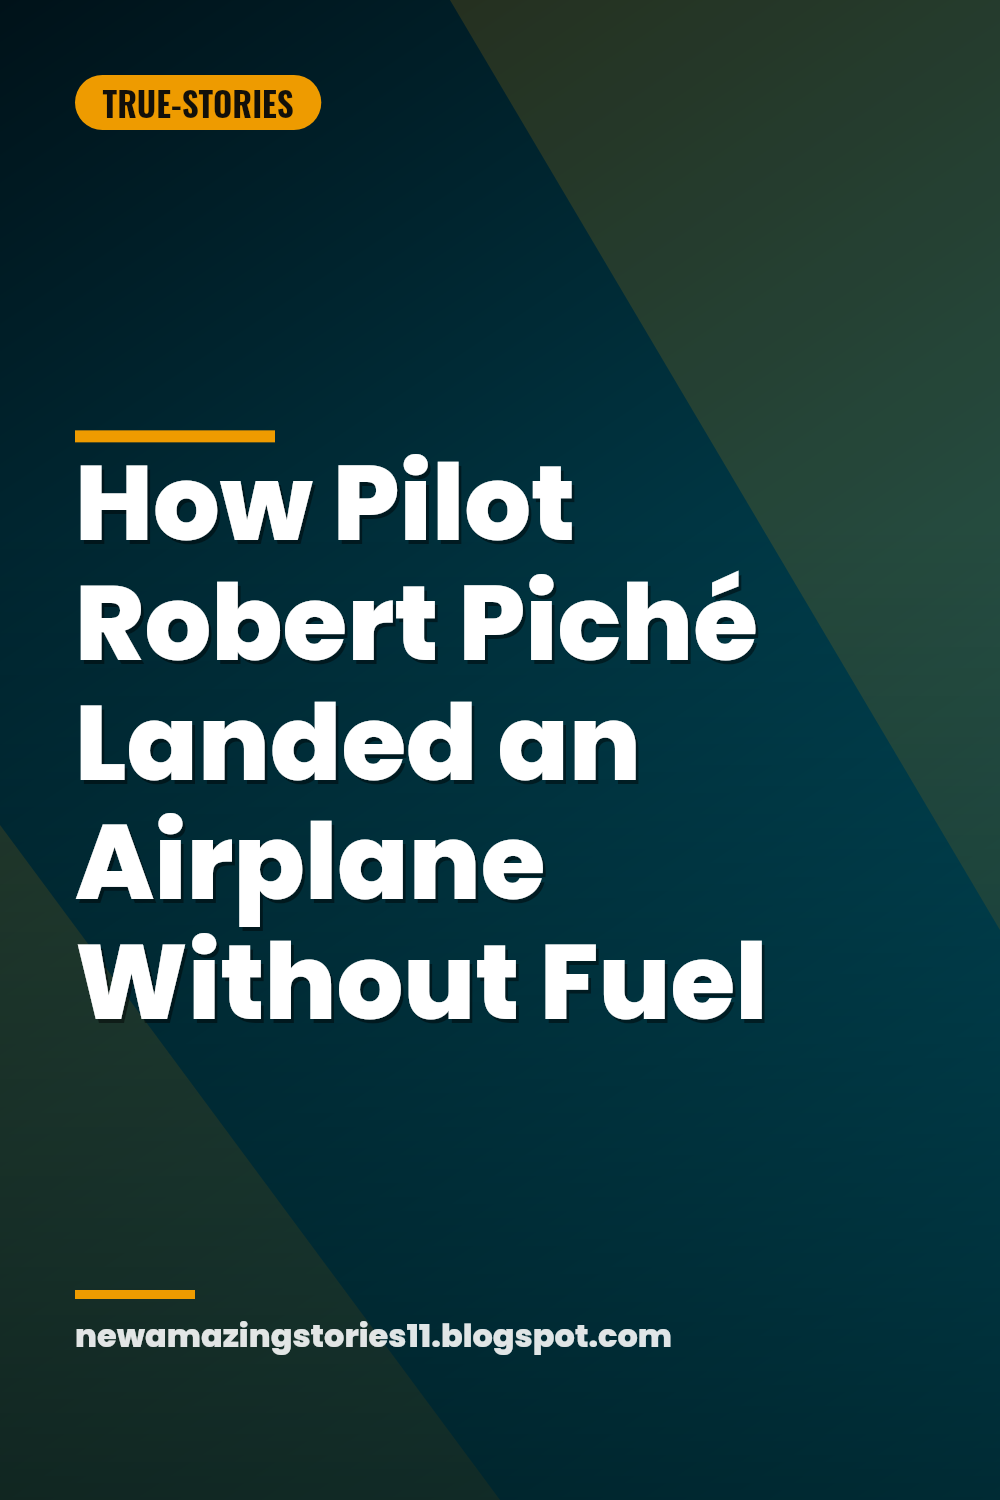 TRUE-STORIES
How Pilot
Robert Piché
Landed an
Airplane
Without Fuel
newamazingstories11.blogspot.com